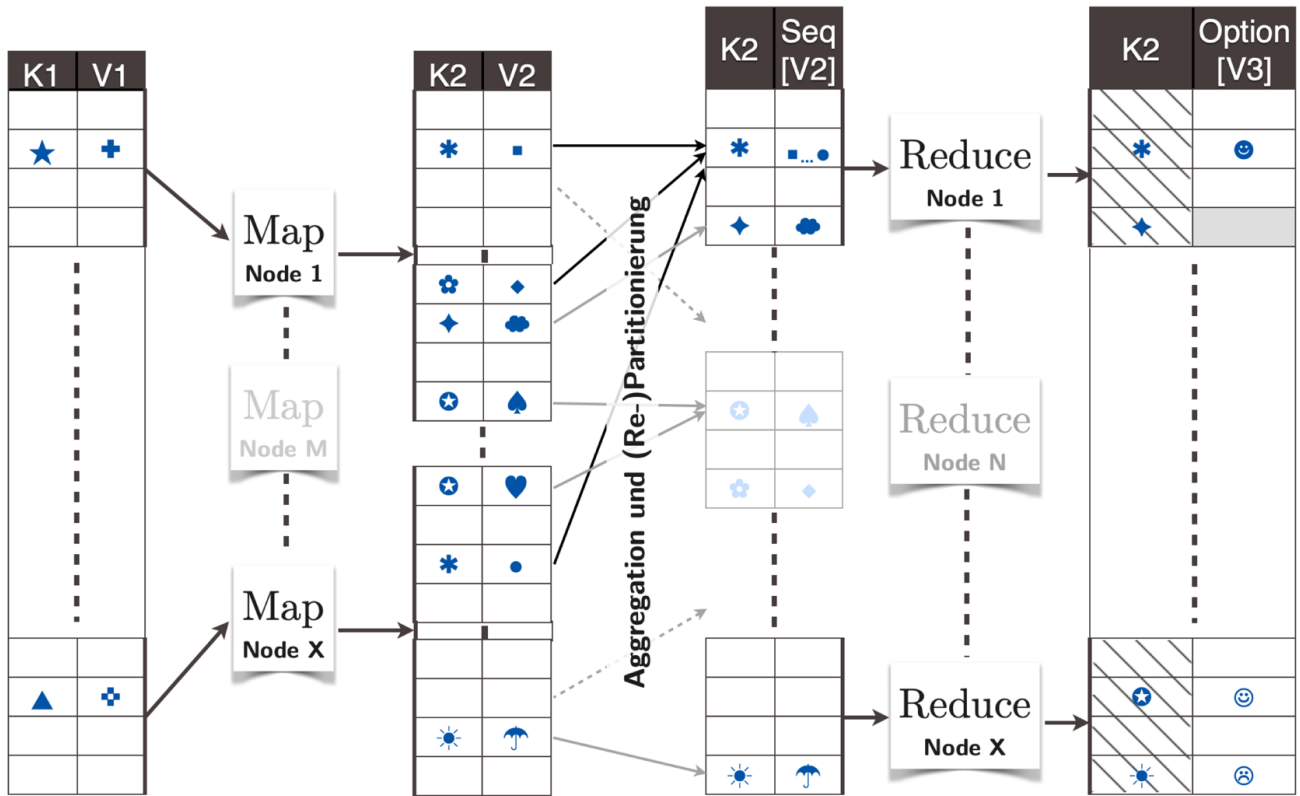 K1 V1
K2 V2
K2 Seq
[V2]
K2 Option
[V3]
Map
Node 1
Map
Node M
Map
Node X
Aggregation und (Re-)Partitionierung
...
Reduce
Node 1
Reduce
Node N
Reduce
Node X